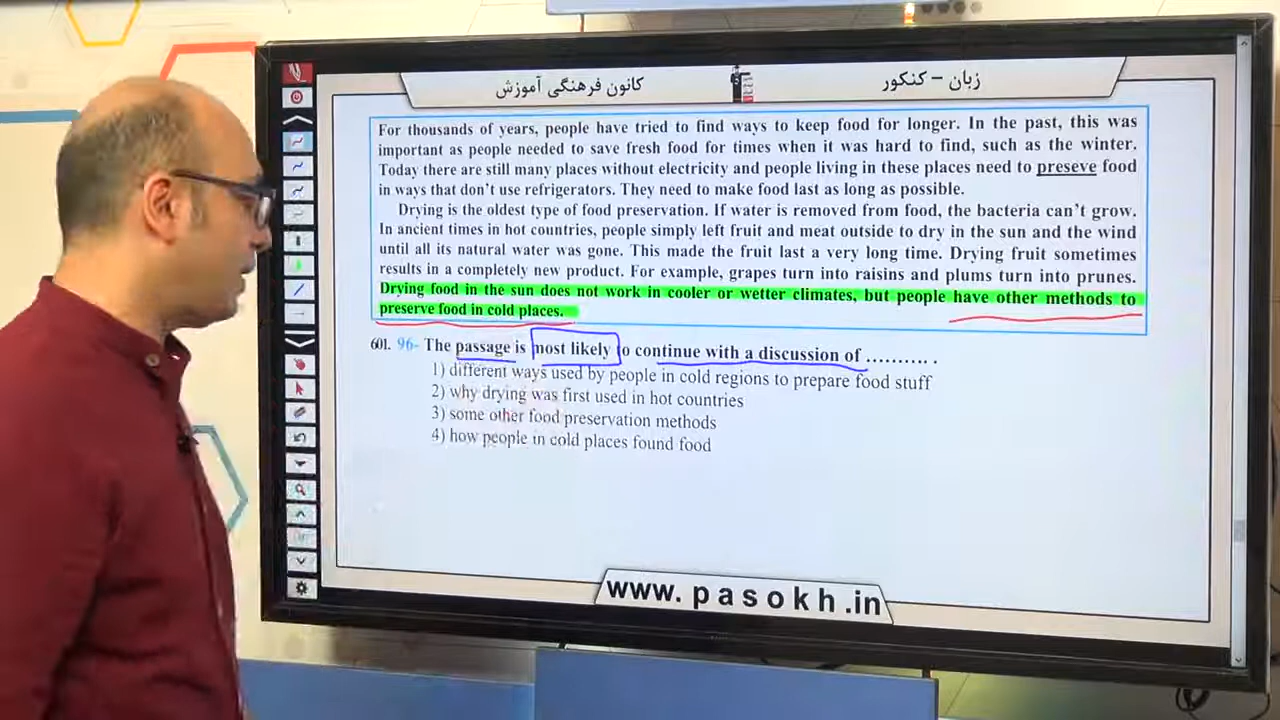 کانون فرهنگی آموزش
زبان - کنکور
For thousands of years, people have tried to find ways to keep food for longer. In the past, this was
important as people needed to save fresh food for times when it was hard to find, such as the winter.
Today there are still many places without electricity and people living in these places need to preseve food
in ways that don't use refrigerators. They need to make food last as long as possible.
Drying is the oldest type of food preservation. If water is removed from food, the bacteria can't grow.
In ancient times in hot countries, people simply left fruit and meat outside to dry in the sun and the wind
until all its natural water was gone. This made the fruit last a very long time. Drying fruit sometimes
results in a completely new product. For example, grapes turn into raisins and plums turn into prunes.
Drying food in the sun does not work in cooler or wetter climates, but people have other methods to
preserve food in cold places.
601. 96- The passage is most likely to continue with a discussion of ........... .
1) different ways used by people in cold regions to prepare food stuff
2) why drying was first used in hot countries
3) some other food preservation methods
4) how people in cold places found food
www. pasokh.in